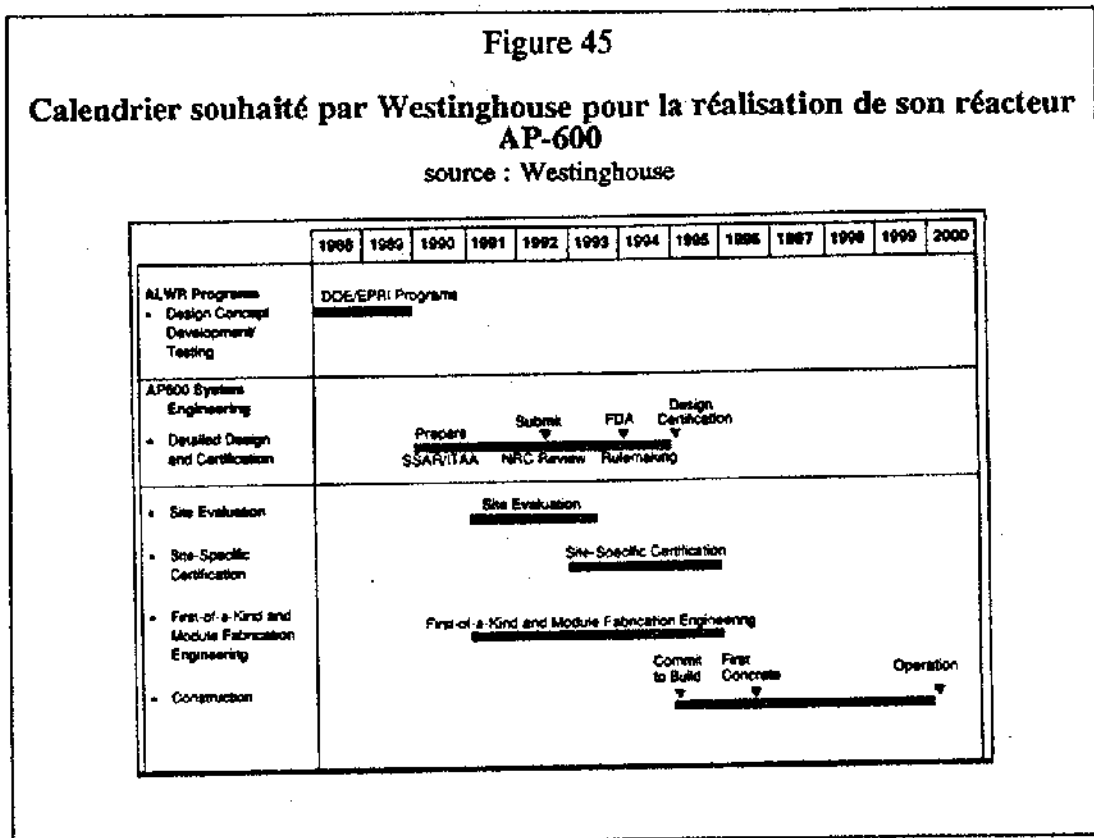 Figure 45
Calendrier souhaité par Westinghouse pour la réalisation de son réacteur
AP-600
source : Westinghouse
1988 1989 1990 1991 1992 1993 1994 1995 1996 1997 1998 1999 2000
ALWR Programs
• Design Concept
Development/
Testing
DOE/EPRI Programs
AP600 System
Engineering
• Detailed Design
and Certification
Prepare
SSAR/ITAA
Submit
NRC Review
FDA
Rulemaking
Design
Certification
• Site Evaluation
Site Evaluation
• Site-Specific
Certification
Site-Specific Certification
• First-of-a-Kind and
Module Fabrication
Engineering
First-of-a-Kind and Module Fabrication Engineering
• Construction
Commit
to Build
First
Concrete
Operation